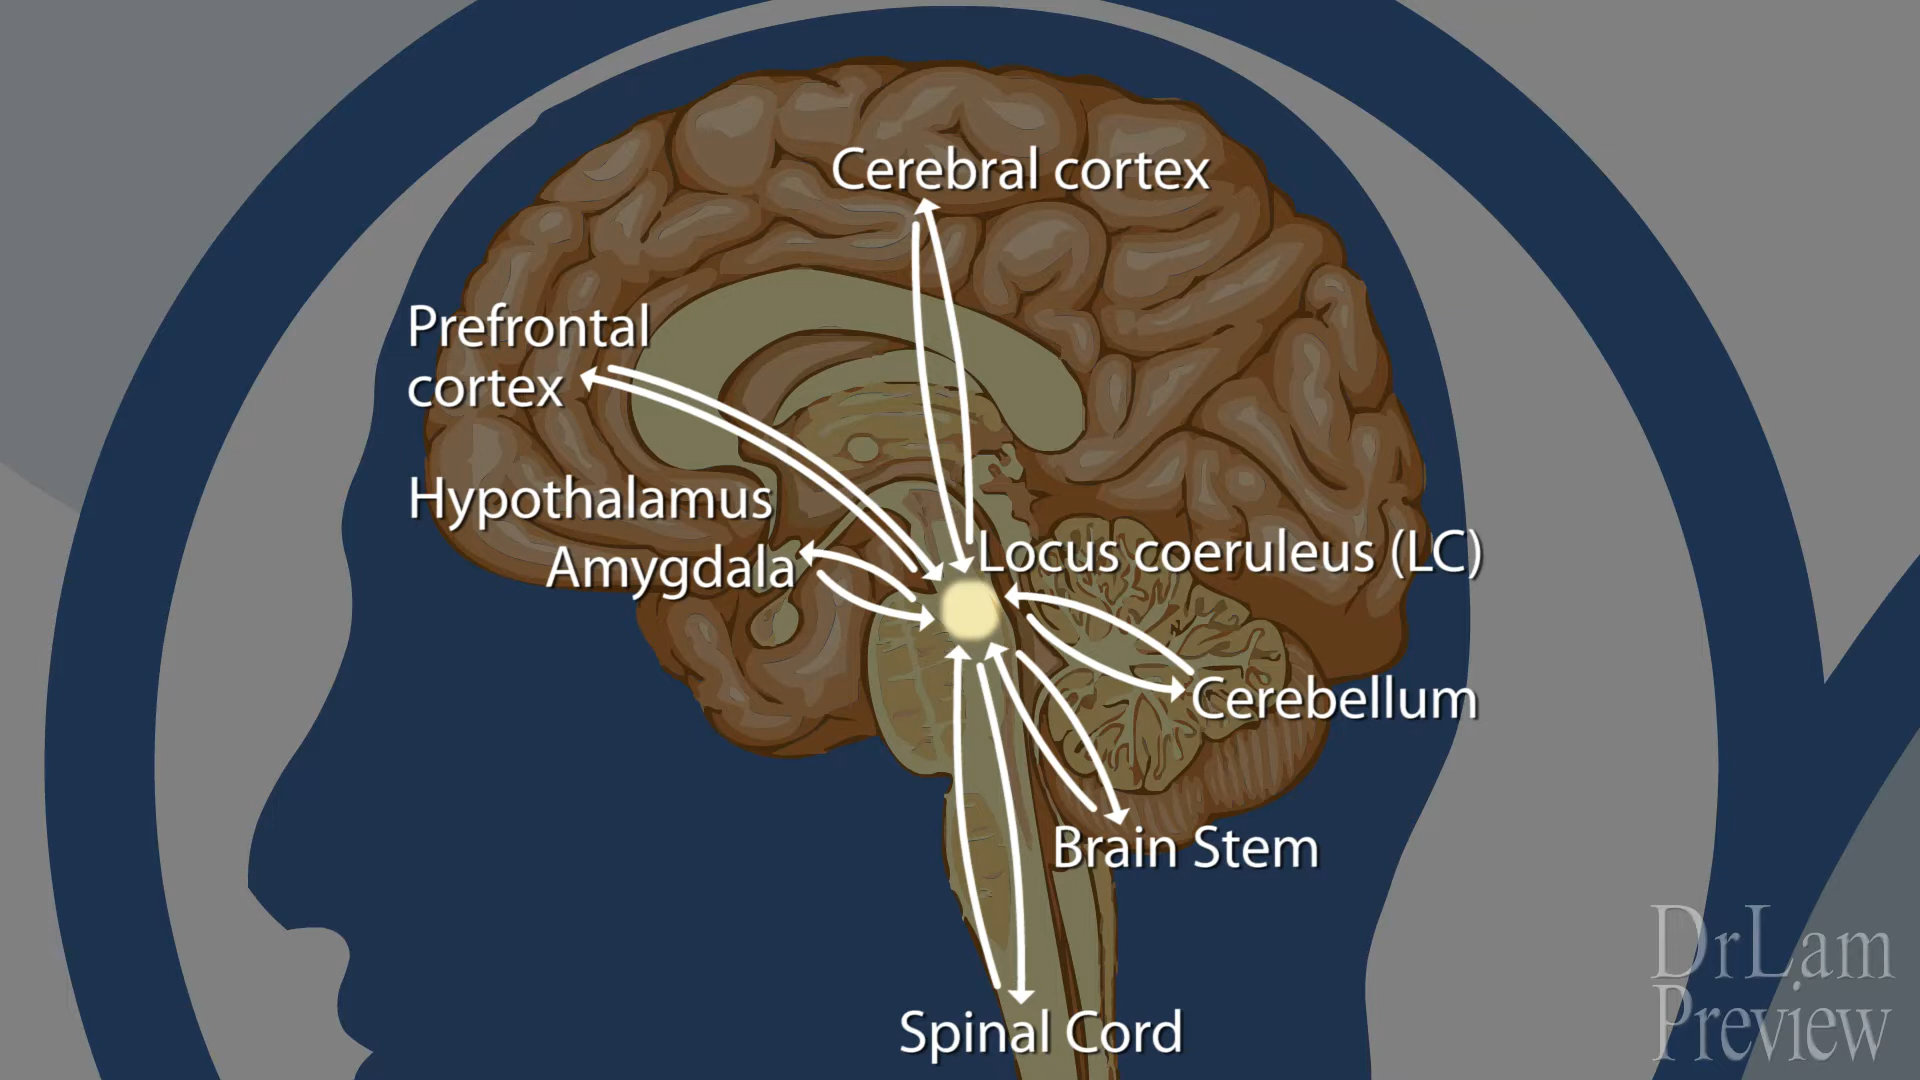 Cerebral cortex
Prefrontal
cortex
Hypothalamus
Amygdala
Locus coeruleus (LC)
Cerebellum
Brain Stem
Spinal Cord
DrLam
Preview